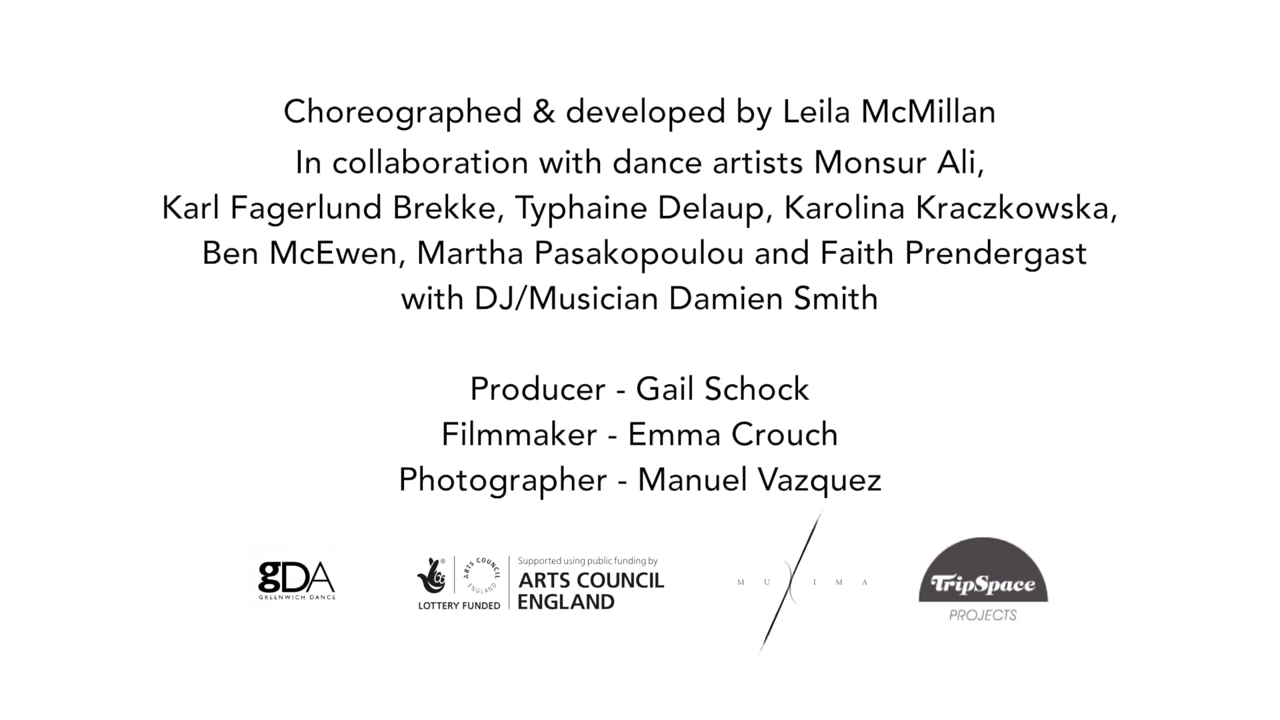 Choreographed & developed by Leila McMillan
In collaboration with dance artists Monsur Ali,
Karl Fagerlund Brekke, Typhaine Delaup, Karolina Kraczkowska,
Ben McEwen, Martha Pasakopoulou and Faith Prendergast
with DJ/Musician Damien Smith
Producer - Gail Schock
Filmmaker - Emma Crouch
Photographer - Manuel Vazquez
gDA
GREENWICH DANCE
ARTS COUNCIL
ENGLAND
LOTTERY FUNDED
Supported using public funding by
ARTS COUNCIL
ENGLAND
MUXIMA
TripSpace
PROJECTS